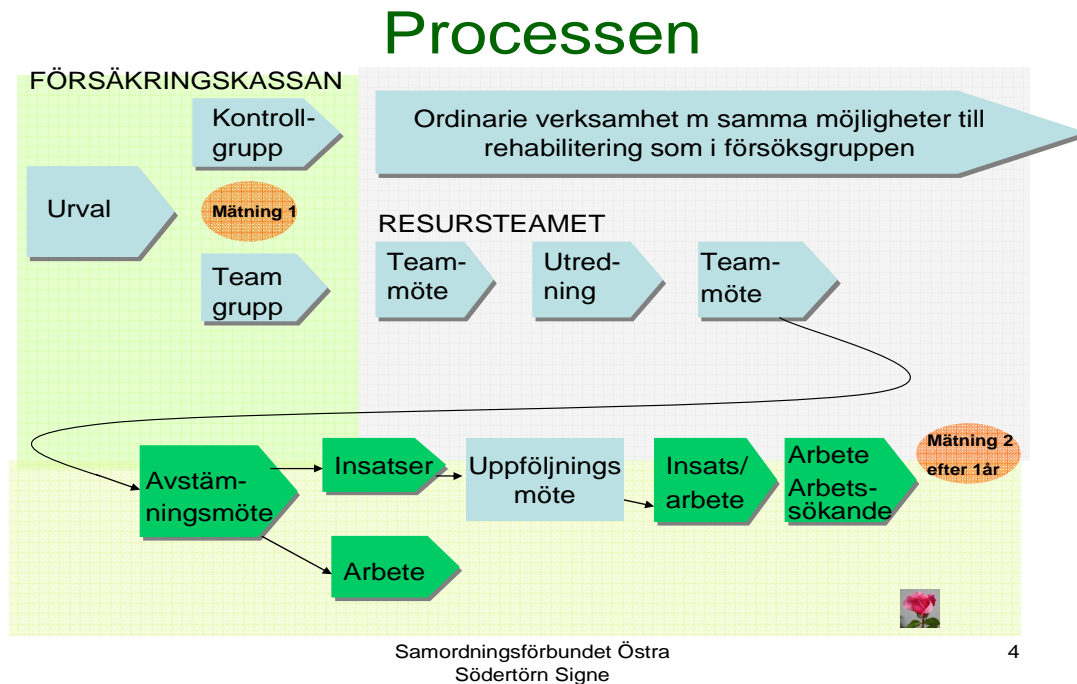 Processen
FÖRSÄKRINGSKASSAN
Kontroll-
grupp
Ordinarie verksamhet m samma möjligheter till
rehabilitering som i försöksgruppen
Urval
Mätning 1
RESURSTEAMET
Team
grupp
Team-
möte
Utred-
ning
Team-
möte
Avstäm-
ningsmöte
Insatser
Uppföljnings
möte
Insats/
arbete
Arbete
Arbets-
sökande
Mätning 2
efter 1år
Arbete
Samordningsförbundet Östra
Södertörn Signe
4